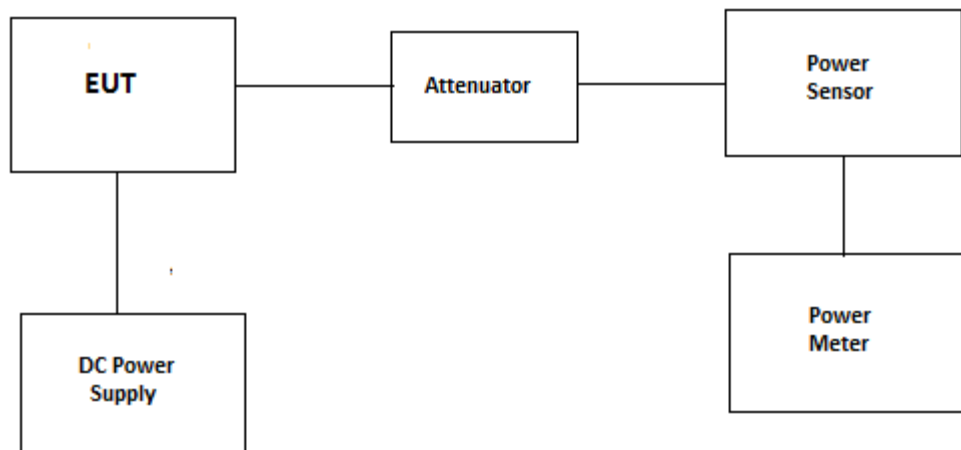 EUT
Attenuator
Power
Sensor
DC Power
Supply
Power
Meter